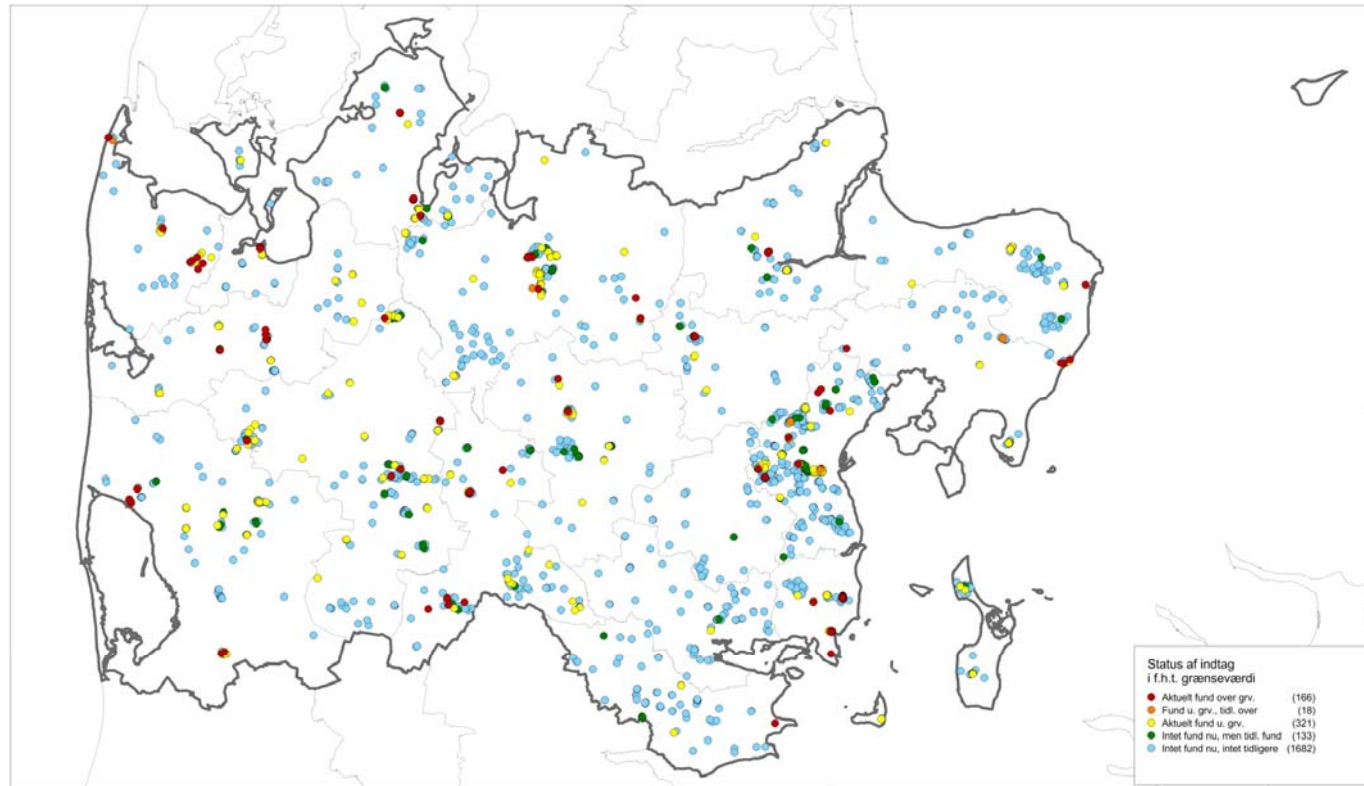 Status af indtag
i f.h.t. grænseværdi
Aktuelt fund over grv. (166)
Fund u. grv., tidl. over (18)
Aktuelt fund u. grv. (321)
Intet fund nu, men tidl. fund (133)
Intet fund nu, intet tidligere (1682)